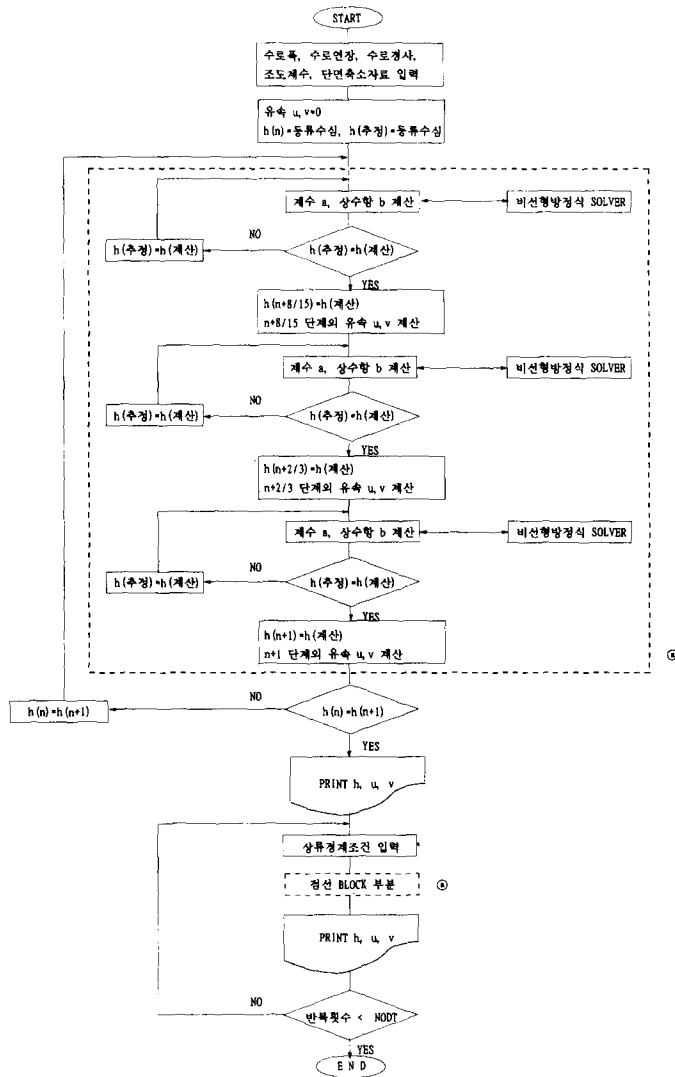 START
수로폭, 수로연장, 수로경사,
조도계수, 단면축소자료 입력
유속 u, v=0
h(n)=등류수심, h(추정)=등류수심
계수 a, 상수항 b 계산
비선형방정식 SOLVER
NO
h(추정)=h(계산)
h(추정)=h(계산)
YES
h(n+8/15)=h(계산)
n+8/15 단계의 유속 u,v 계산
계수 a, 상수항 b 계산
비선형방정식 SOLVER
NO
h(추정)=h(계산)
h(추정)=h(계산)
YES
h(n+2/3)=h(계산)
n+2/3 단계의 유속 u,v 계산
계수 a, 상수항 b 계산
비선형방정식 SOLVER
NO
h(추정)=h(계산)
h(추정)=h(계산)
YES
h(n+1)=h(계산)
n+1 단계의 유속 u,v 계산
ⓐ
NO
h(n)=h(n+1)
h(n)=h(n+1)
YES
PRINT h, u, v
상류경계조건 입력
점선 BLOCK 부분
ⓐ
PRINT h, u, v
NO
반복횟수 < NODT
YES
E N D